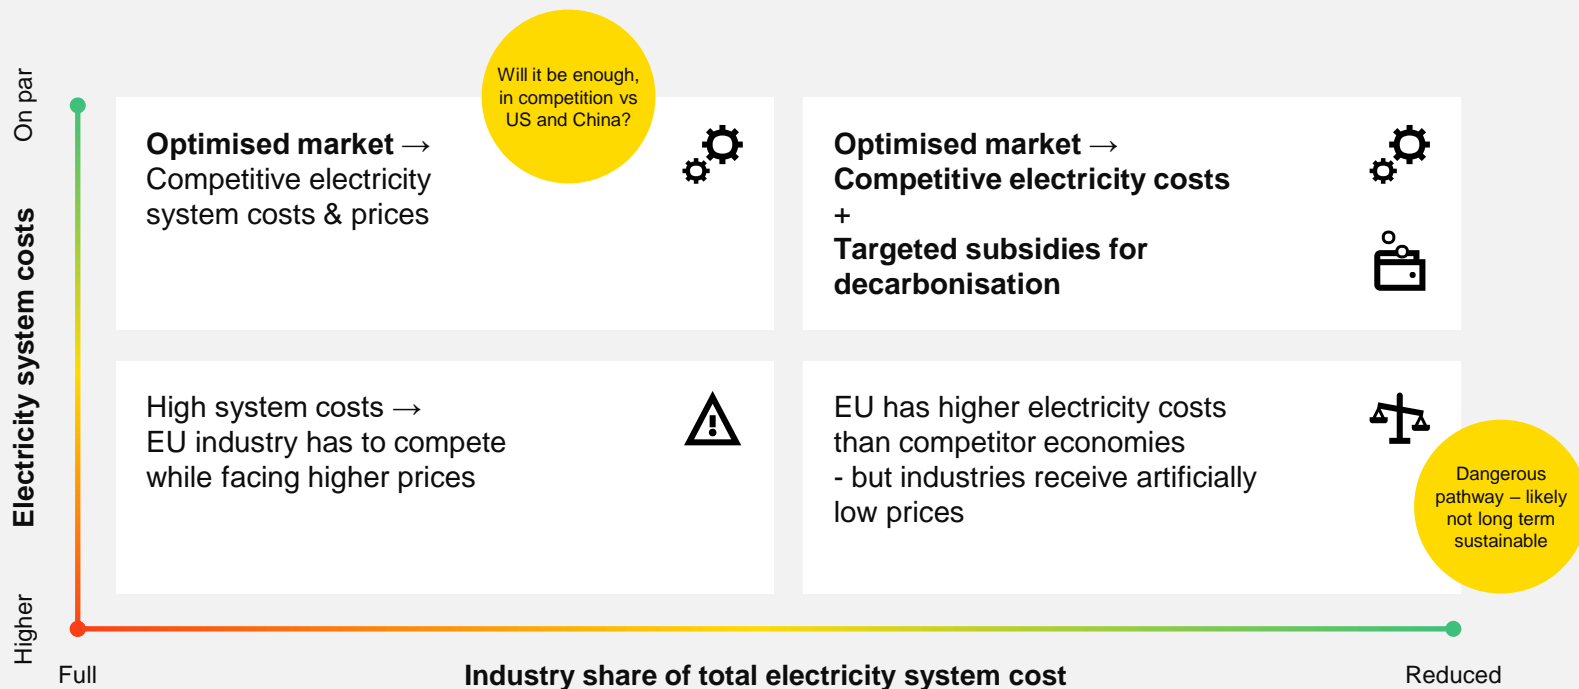 On par
Electricity system costs
Higher
Will it be enough,
in competition vs
US and China?
Optimised market →
Competitive electricity
system costs & prices
Optimised market →
Competitive electricity costs
+
Targeted subsidies for
decarbonisation
High system costs →
EU industry has to compete
while facing higher prices
EU has higher electricity costs
than competitor economies
- but industries receive artificially
low prices
Dangerous
pathway – likely
not long term
sustainable
Full
Industry share of total electricity system cost
Reduced